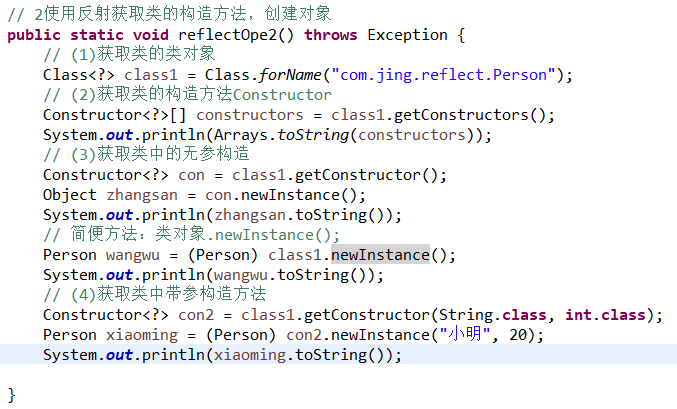 // 2使用反射获取类的构造方法，创建对象
public static void reflectOpe2() throws Exception {
// (1)获取类的类对象
Class<?> class1 = Class.forName("com.jing.reflect.Person");
// (2)获取类的构造方法Constructor
Constructor<?>[] constructors = class1.getConstructors();
System.out.println(Arrays.toString(constructors));
// (3)获取类中的无参构造
Constructor<?> con = class1.getConstructor();
Object zhangsan = con.newInstance();
System.out.println(zhangsan.toString());
// 简便方法：类对象.newInstance();
Person wangwu = (Person) class1.newInstance();
System.out.println(wangwu.toString());
// (4)获取类中带参构造方法
Constructor<?> con2 = class1.getConstructor(String.class, int.class);
Person xiaoming = (Person) con2.newInstance("小明", 20);
System.out.println(xiaoming.toString());
}